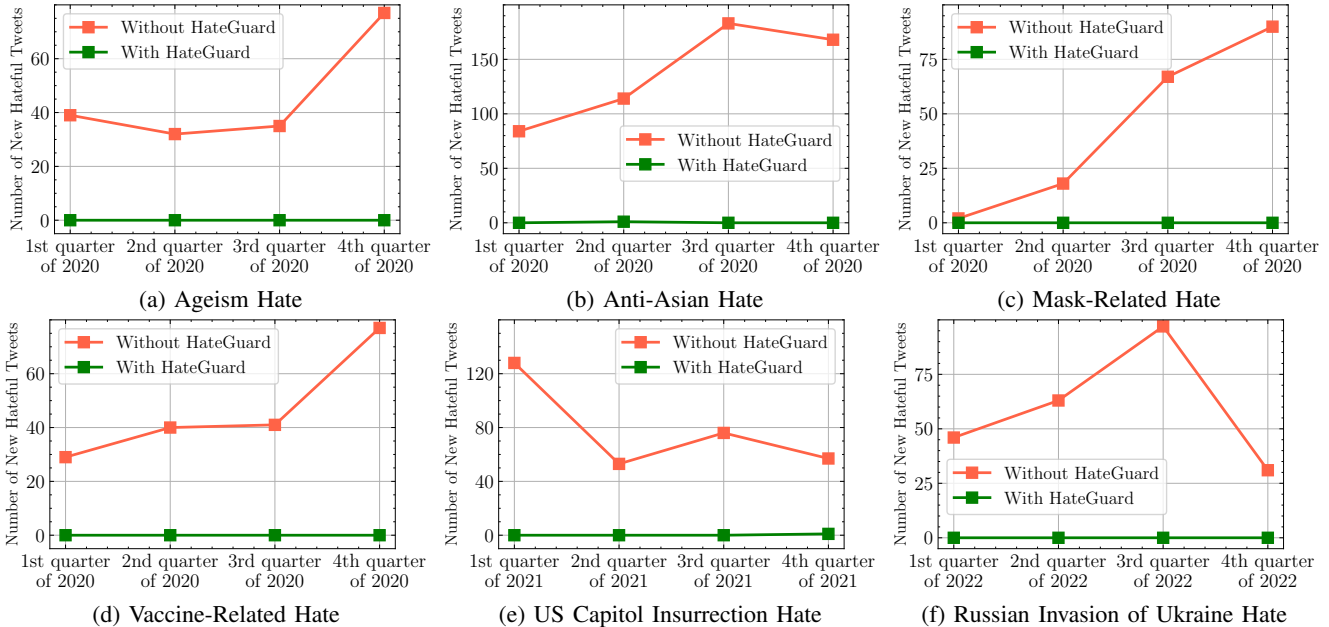 Number of New Hateful Tweets
60
40
20
0
Without HateGuard
With HateGuard
1st quarter of 2020
2nd quarter of 2020
3rd quarter of 2020
4th quarter of 2020
(a) Ageism Hate
Number of New Hateful Tweets
150
100
50
0
Without HateGuard
With HateGuard
1st quarter of 2020
2nd quarter of 2020
3rd quarter of 2020
4th quarter of 2020
(b) Anti-Asian Hate
Number of New Hateful Tweets
75
50
25
0
Without HateGuard
With HateGuard
1st quarter of 2020
2nd quarter of 2020
3rd quarter of 2020
4th quarter of 2020
(c) Mask-Related Hate
Number of New Hateful Tweets
60
40
20
0
Without HateGuard
With HateGuard
1st quarter of 2020
2nd quarter of 2020
3rd quarter of 2020
4th quarter of 2020
(d) Vaccine-Related Hate
Number of New Hateful Tweets
120
80
40
0
Without HateGuard
With HateGuard
1st quarter of 2021
2nd quarter of 2021
3rd quarter of 2021
4th quarter of 2021
(e) US Capitol Insurrection Hate
Number of New Hateful Tweets
75
50
25
0
Without HateGuard
With HateGuard
1st quarter of 2022
2nd quarter of 2022
3rd quarter of 2022
4th quarter of 2022
(f) Russian Invasion of Ukraine Hate